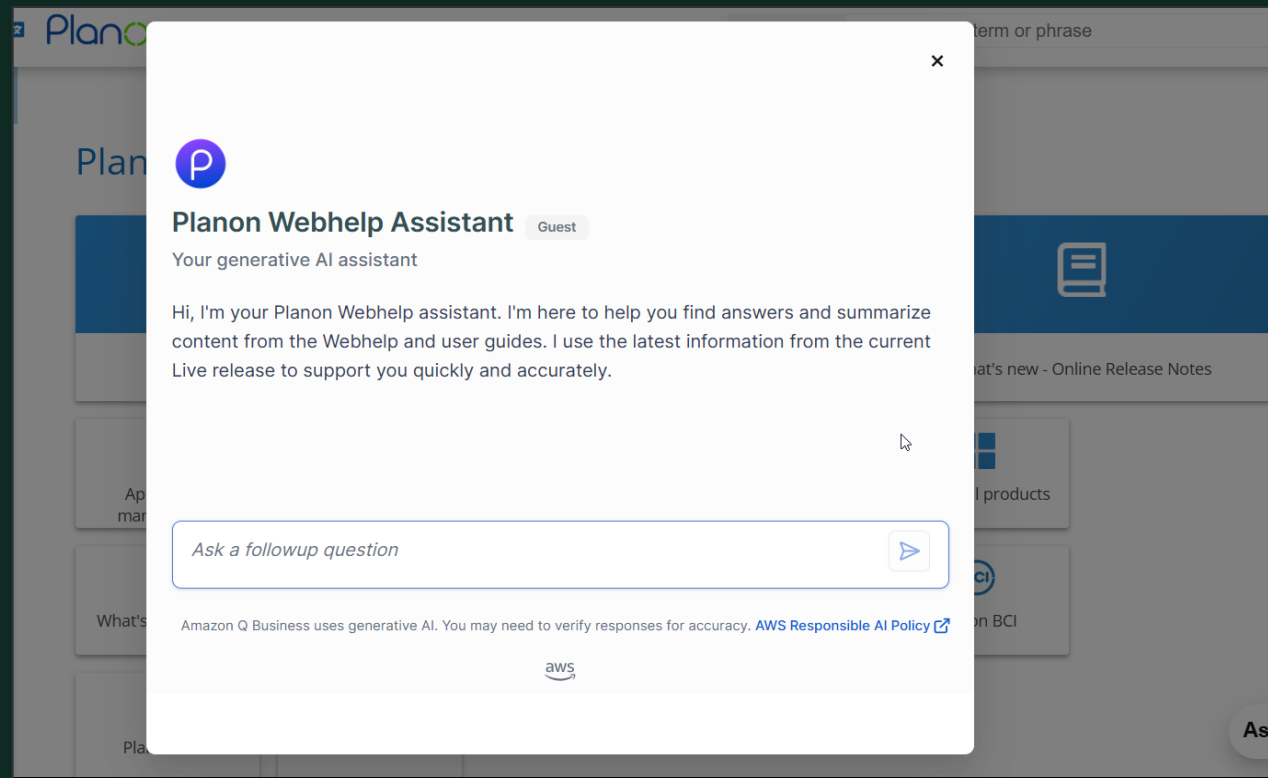 Plano
term or phrase
Plan
P
Planon Webhelp Assistant Guest
Your generative AI assistant
Hi, I'm your Planon Webhelp assistant. I'm here to help you find answers and summarize
content from the Webhelp and user guides. I use the latest information from the current
Live release to support you quickly and accurately.
at's new - Online Release Notes
Ap
l products
mar
Ask a followup question
What's
CI
on BCI
Amazon Q Business uses generative AI. You may need to verify responses for accuracy. AWS Responsible AI Policy
aws
As
Pla